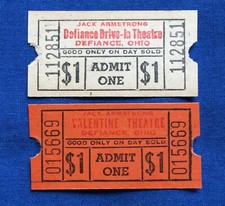 JACK ARMSTRONG
Defiance Drive-In Theatre
DEFIANCE, OHIO
GOOD ONLY ON DAY SOLD
112851
$1
ADMIT
ONE
$1
112851
JACK ARMSTRONG
VALENTINE THEATRE
DEFIANCE, OHIO
GOOD ONLY ON DAY SOLD
015669
$1
ADMIT
ONE
$1
015669